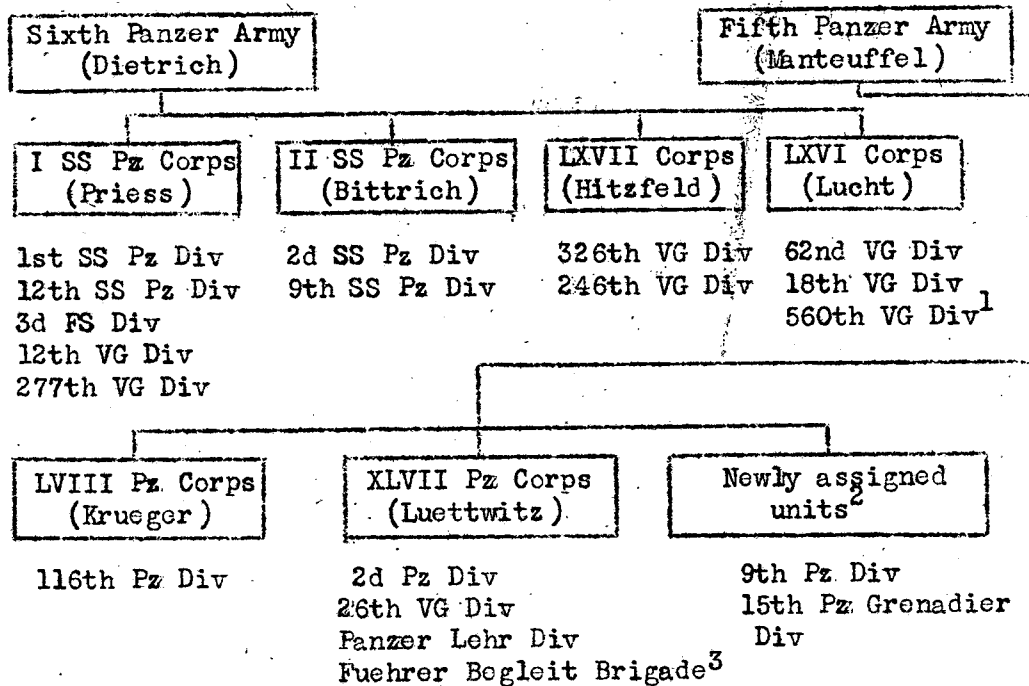 Sixth Panzer Army
(Dietrich)
Fifth Panzer Army
(Manteuffel)
I SS Pz Corps
(Priess)
II SS Pz Corps
(Bittrich)
LXVII Corps
(Hitzfeld)
LXVI Corps
(Lucht)
1st SS Pz Div
12th SS Pz Div
3d FS Div
12th VG Div
277th VG Div
2d SS Pz Div
9th SS Pz Div
326th VG Div
246th VG Div
62nd VG Div
18th VG Div
560th VG Div1
LVIII Pz Corps
(Krueger)
XLVII Pz Corps
(Luettwitz)
Newly assigned
units2
116th Pz Div
2d Pz Div
26th VG Div
Panzer Lehr Div
Fuehrer Begleit Brigade3
9th Pz Div
15th Pz Grenadier
Div